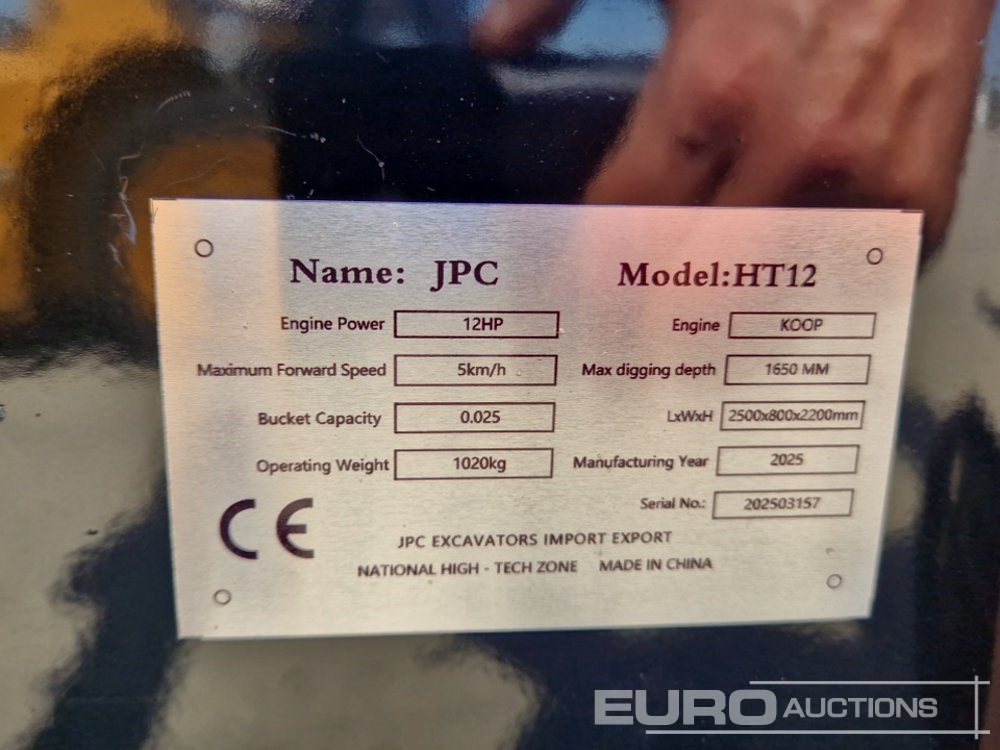 Name: JPC Model:HT12
Engine Power 12HP Engine KOOP
Maximum Forward Speed 5km/h Max digging depth 1650 MM
Bucket Capacity 0.025 LxWxH 2500x800x2200mm
Operating Weight 1020kg Manufacturing Year 2025
Serial No.: 202503157
CE
JPC EXCAVATORS IMPORT EXPORT
NATIONAL HIGH - TECH ZONE MADE IN CHINA
EURO AUCTIONS